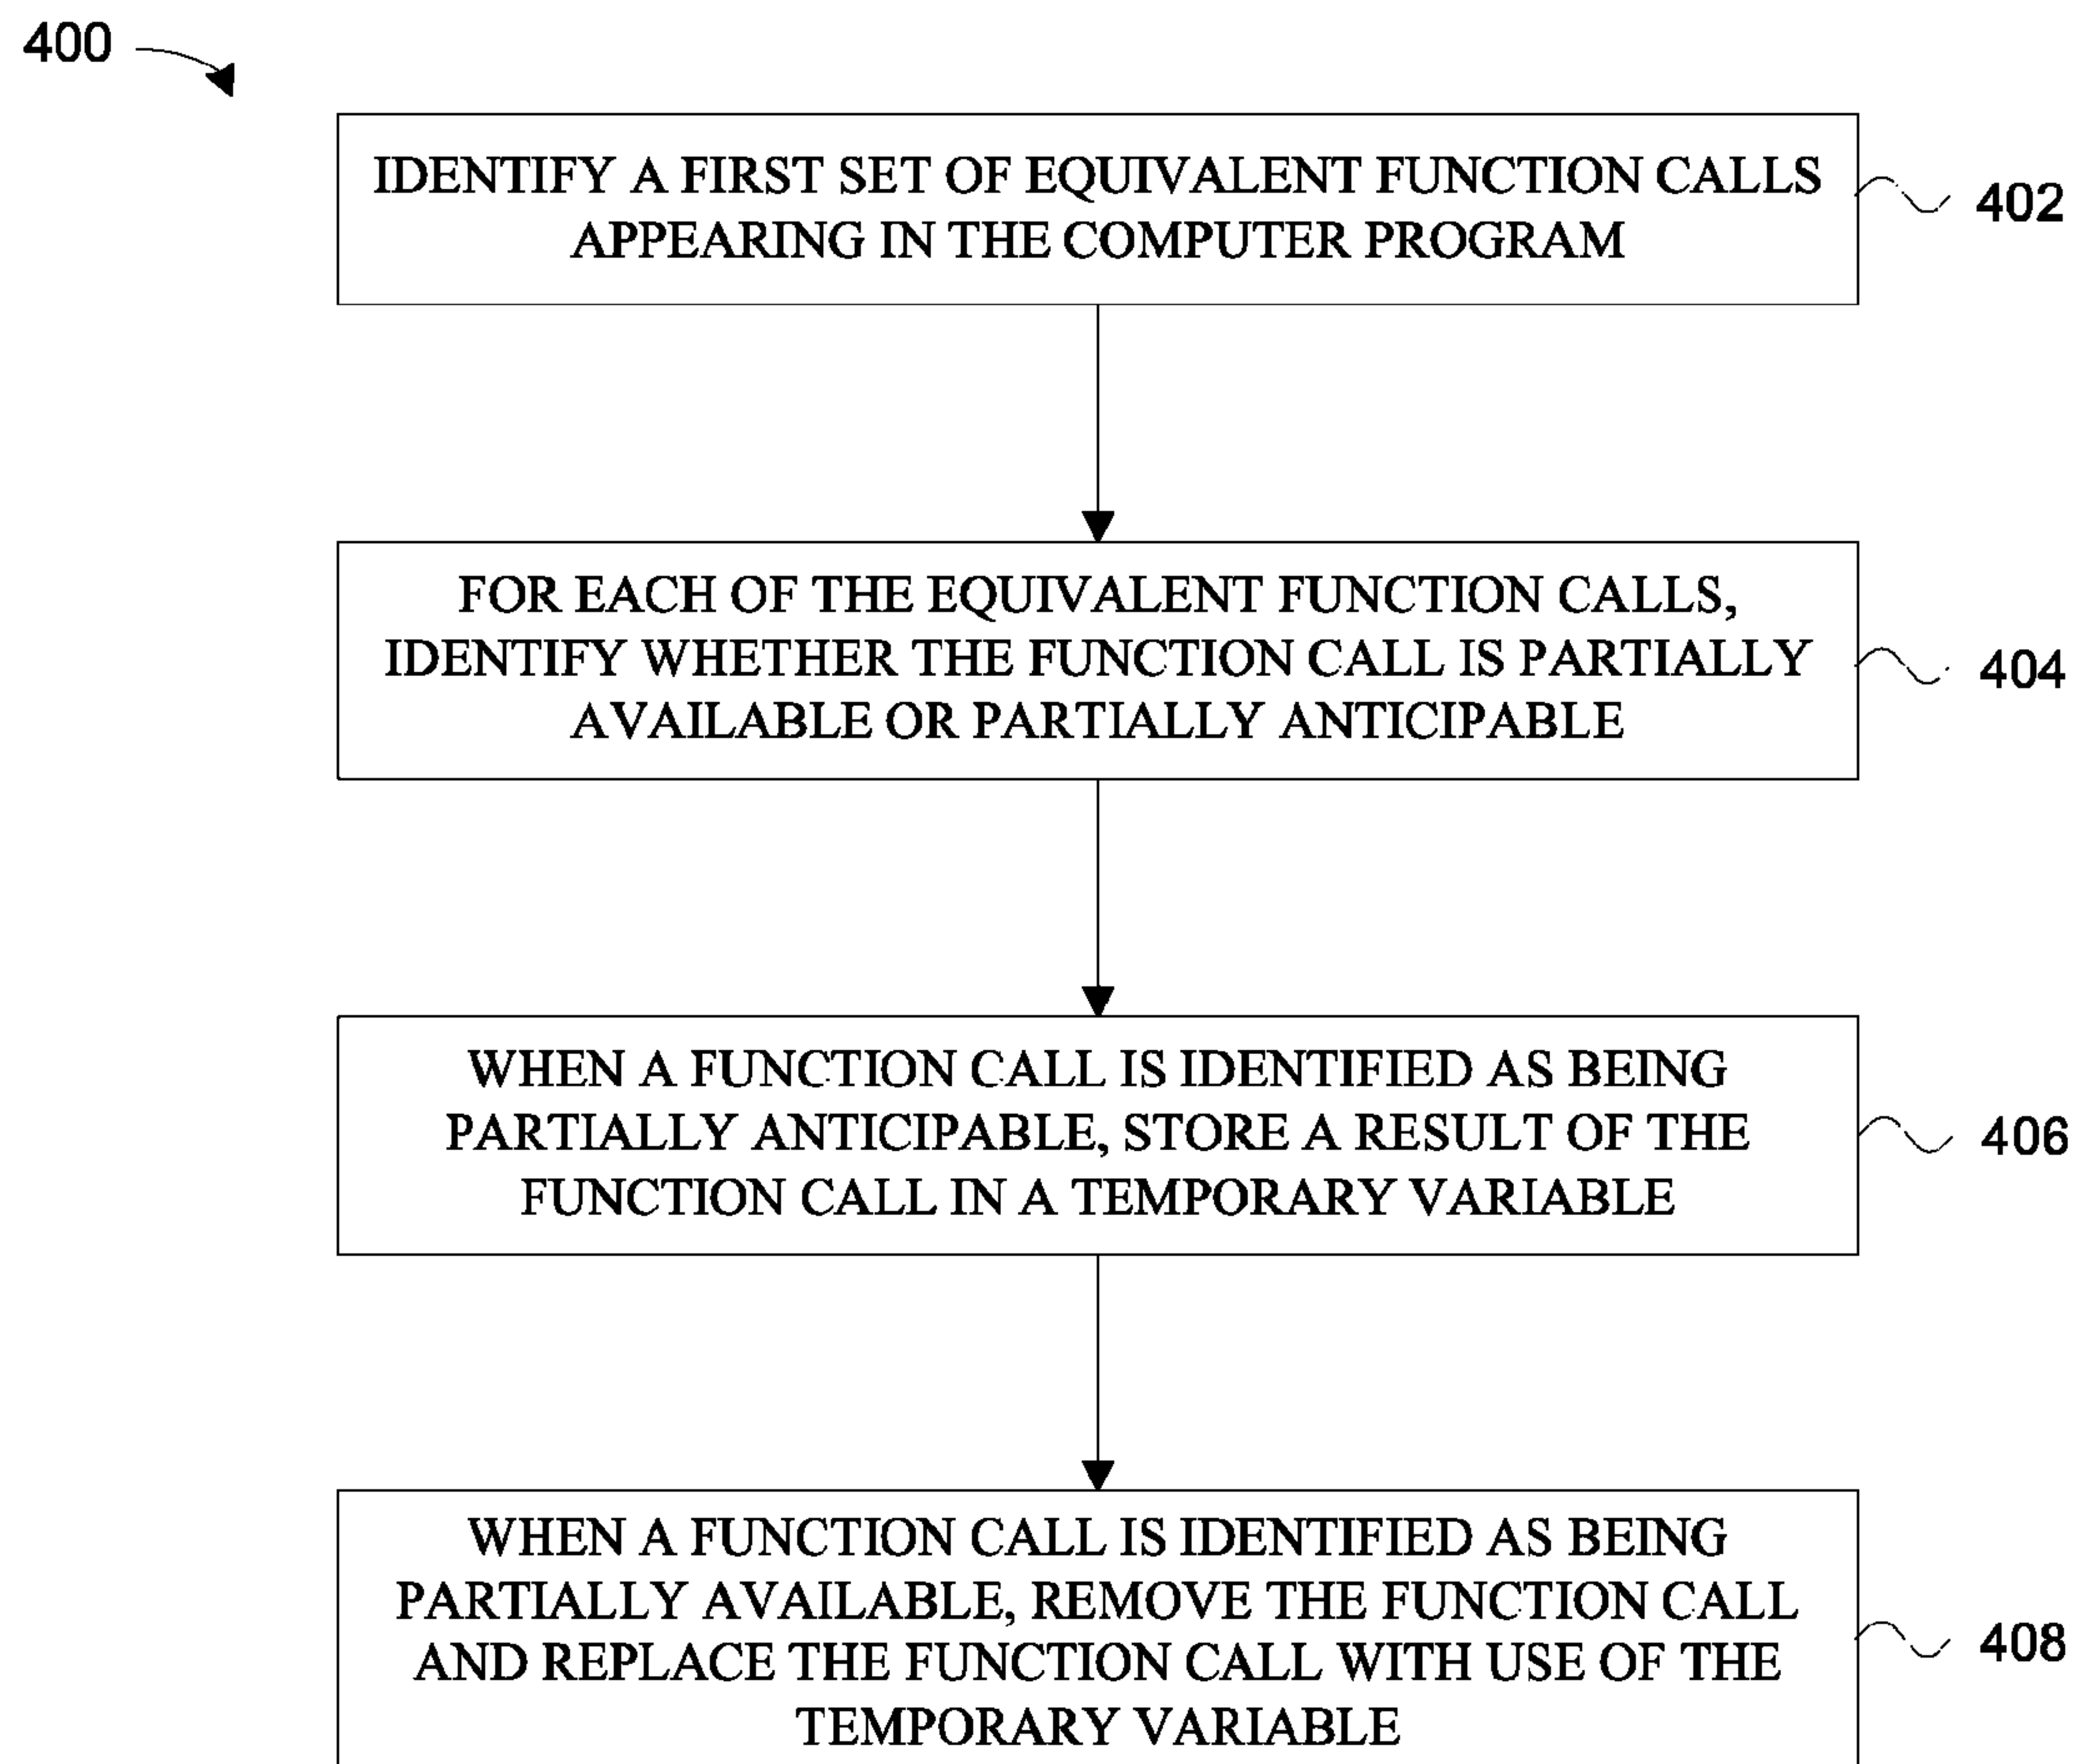 400
IDENTIFY A FIRST SET OF EQUIVALENT FUNCTION CALLS
APPEARING IN THE COMPUTER PROGRAM
402
FOR EACH OF THE EQUIVALENT FUNCTION CALLS,
IDENTIFY WHETHER THE FUNCTION CALL IS PARTIALLY
AVAILABLE OR PARTIALLY ANTICIPABLE
404
WHEN A FUNCTION CALL IS IDENTIFIED AS BEING
PARTIALLY ANTICIPABLE, STORE A RESULT OF THE
FUNCTION CALL IN A TEMPORARY VARIABLE
406
WHEN A FUNCTION CALL IS IDENTIFIED AS BEING
PARTIALLY AVAILABLE, REMOVE THE FUNCTION CALL
AND REPLACE THE FUNCTION CALL WITH USE OF THE
TEMPORARY VARIABLE
408